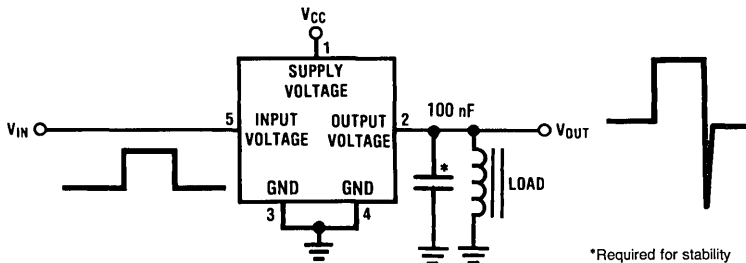 VCC
1
SUPPLY
VOLTAGE
VIN
5
INPUT
VOLTAGE
OUTPUT
VOLTAGE
2
100 nF
VOUT
*
LOAD
GND
GND
3
4
*Required for stability